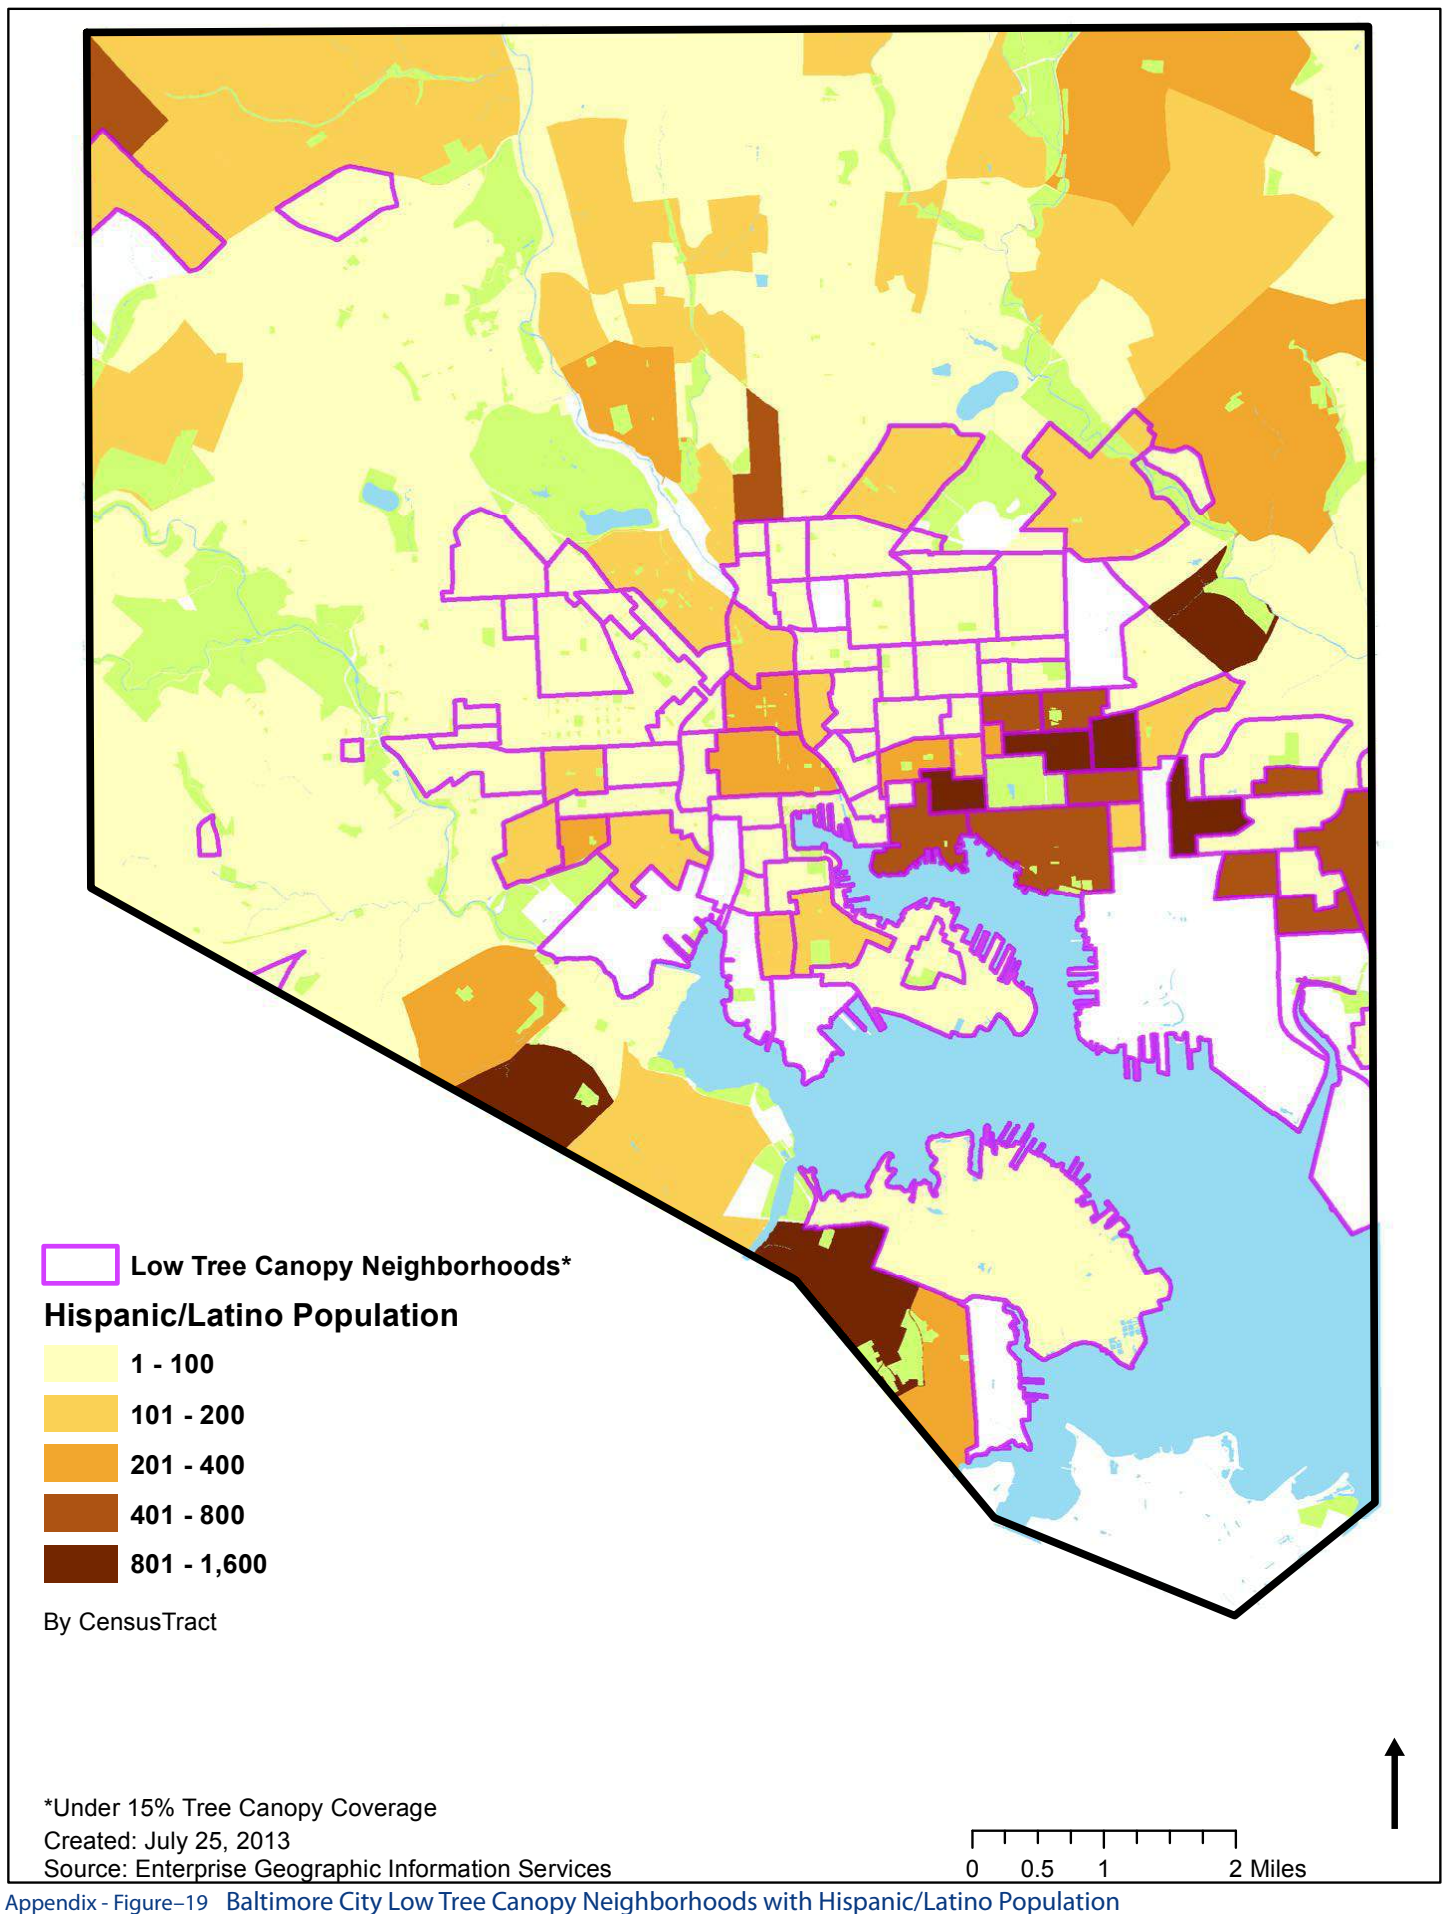 Low Tree Canopy Neighborhoods*
Hispanic/Latino Population
1 - 100
101 - 200
201 - 400
401 - 800
801 - 1,600
By CensusTract
*Under 15% Tree Canopy Coverage
Created: July 25, 2013
Source: Enterprise Geographic Information Services
0 0.5 1 2 Miles
Appendix - Figure–19 Baltimore City Low Tree Canopy Neighborhoods with Hispanic/Latino Population